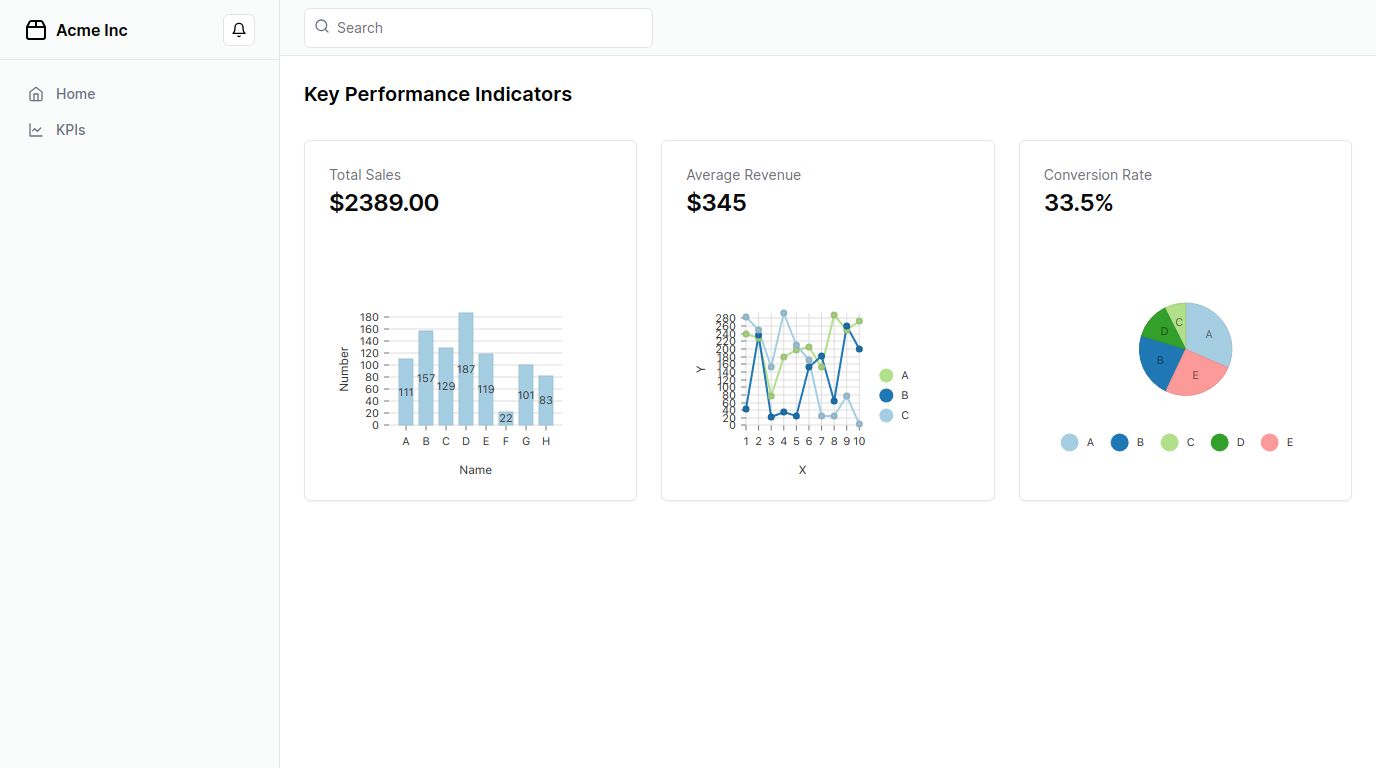 Acme Inc
Search
Home
KPIs
Key Performance Indicators
Total Sales
$2389.00
180
160
140
120
100
80
60
40
20
0
Number
111
157
129
187
119
22
101
83
A B C D E F G H
Name
Average Revenue
$345
280
260
240
220
200
180
160
140
120
100
80
60
40
20
0
Y
1 2 3 4 5 6 7 8 9 10
X
A
B
C
Conversion Rate
33.5%
A
E
B
D
C
A B C D E